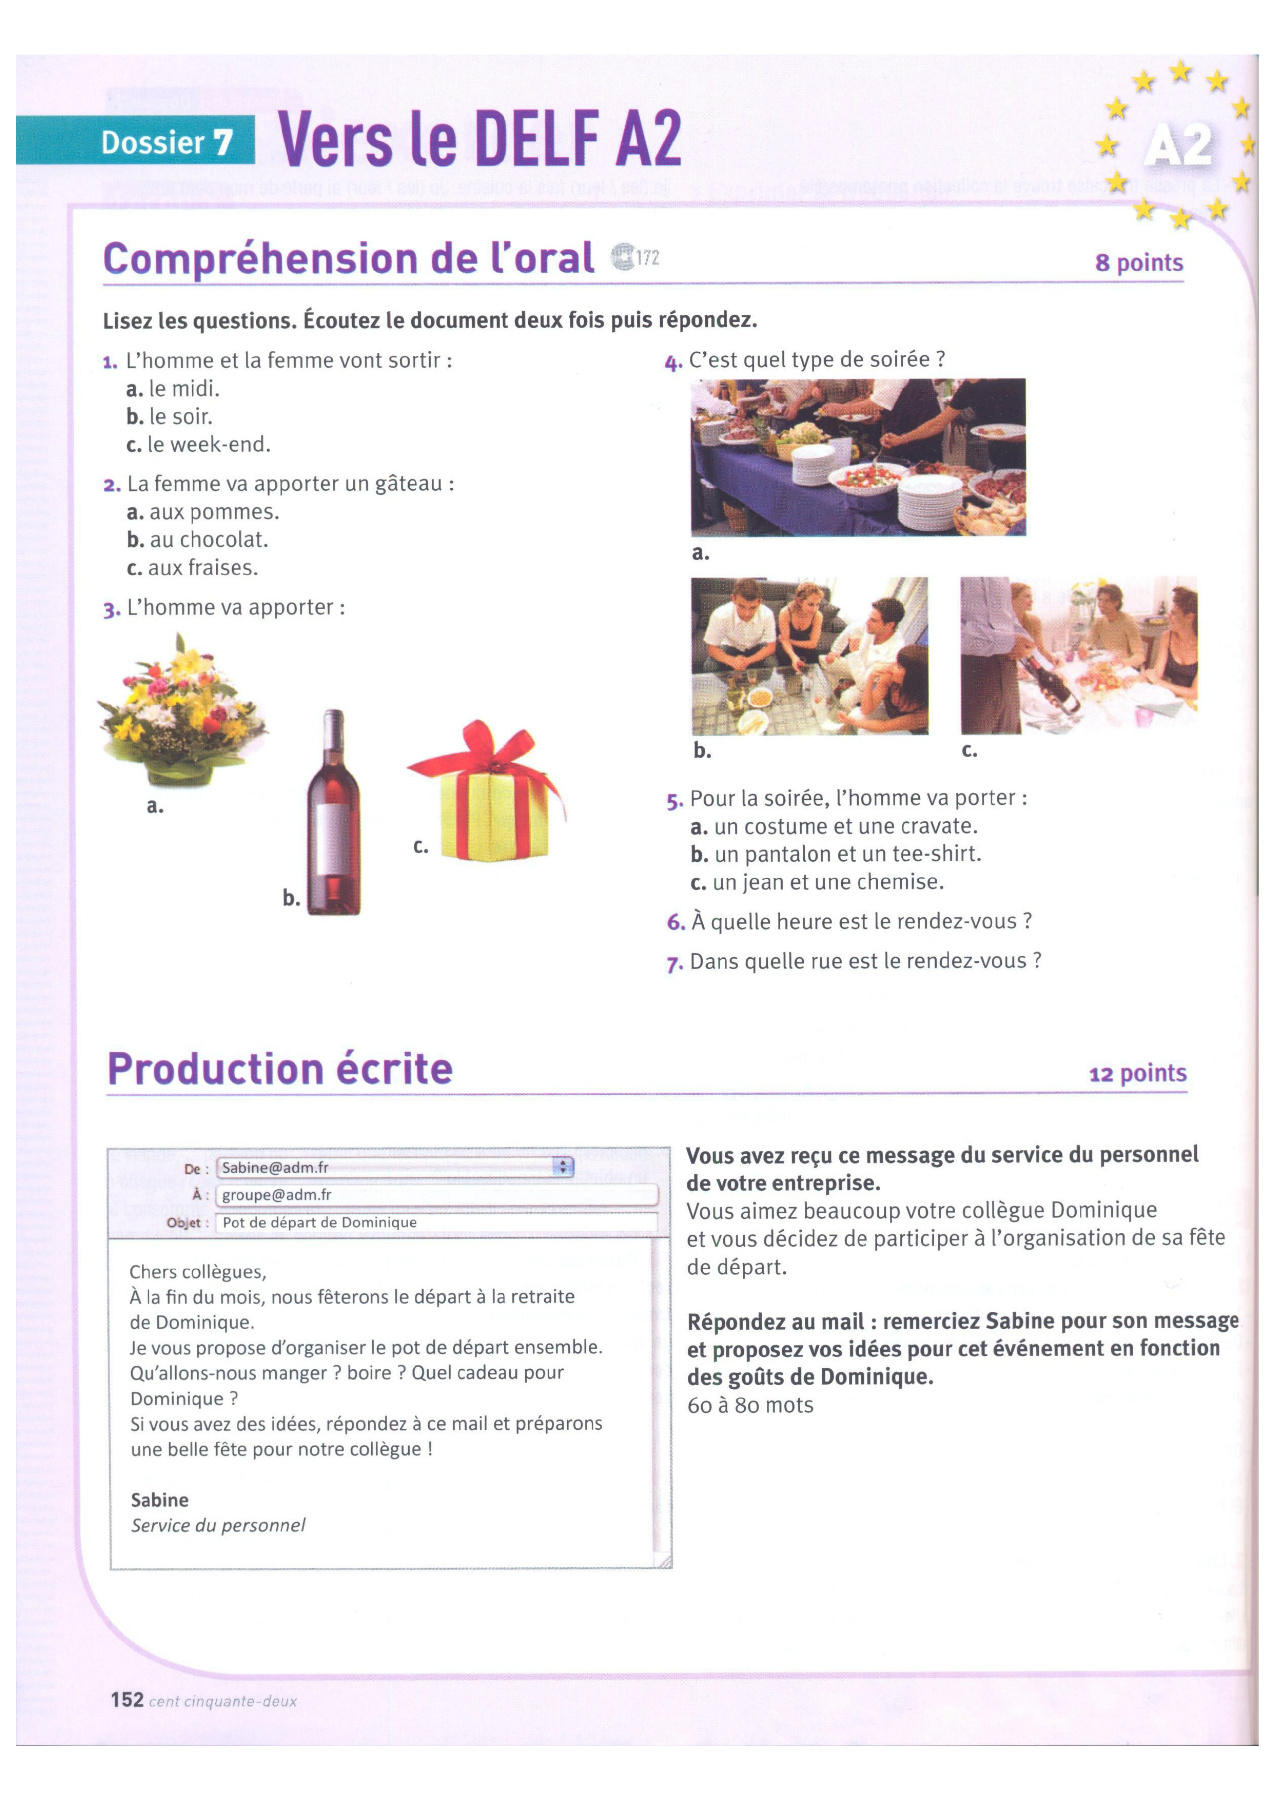 Dossier 7 Vers le DELF A2
A2
Compréhension de l'oral 172
8 points
Lisez les questions. Écoutez le document deux fois puis répondez.
1. L'homme et la femme vont sortir :
a. le midi.
b. le soir.
c. le week-end.
2. La femme va apporter un gâteau :
a. aux pommes.
b. au chocolat.
c. aux fraises.
3. L'homme va apporter :
a.
b.
c.
4. C'est quel type de soirée ?
a.
b.
c.
5. Pour la soirée, l'homme va porter :
a. un costume et une cravate.
b. un pantalon et un tee-shirt.
c. un jean et une chemise.
6. À quelle heure est le rendez-vous ?
7. Dans quelle rue est le rendez-vous ?
Production écrite
12 points
De : Sabine@adm.fr
À : groupe@adm.fr
Objet : Pot de départ de Dominique
Chers collègues,
À la fin du mois, nous fêterons le départ à la retraite
de Dominique.
Je vous propose d'organiser le pot de départ ensemble.
Qu'allons-nous manger ? boire ? Quel cadeau pour
Dominique ?
Si vous avez des idées, répondez à ce mail et préparons
une belle fête pour notre collègue !
Sabine
Service du personnel
Vous avez reçu ce message du service du personnel
de votre entreprise.
Vous aimez beaucoup votre collègue Dominique
et vous décidez de participer à l'organisation de sa fête
de départ.
Répondez au mail : remerciez Sabine pour son message
et proposez vos idées pour cet événement en fonction
des goûts de Dominique.
60 à 80 mots
152 cent cinquante-deux